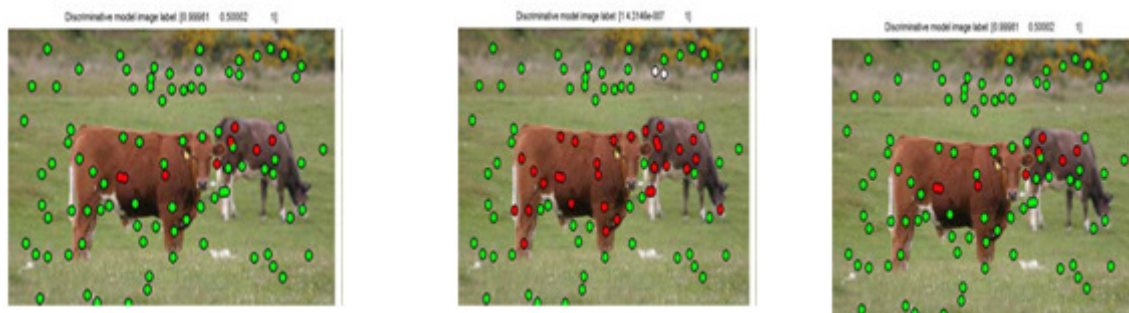 Discriminative model image label: [0.99981 0.50002 1]
Discriminative model image label: [1 4.3146e-007 1]
Discriminative model image label: [0.99981 0.50002 1]